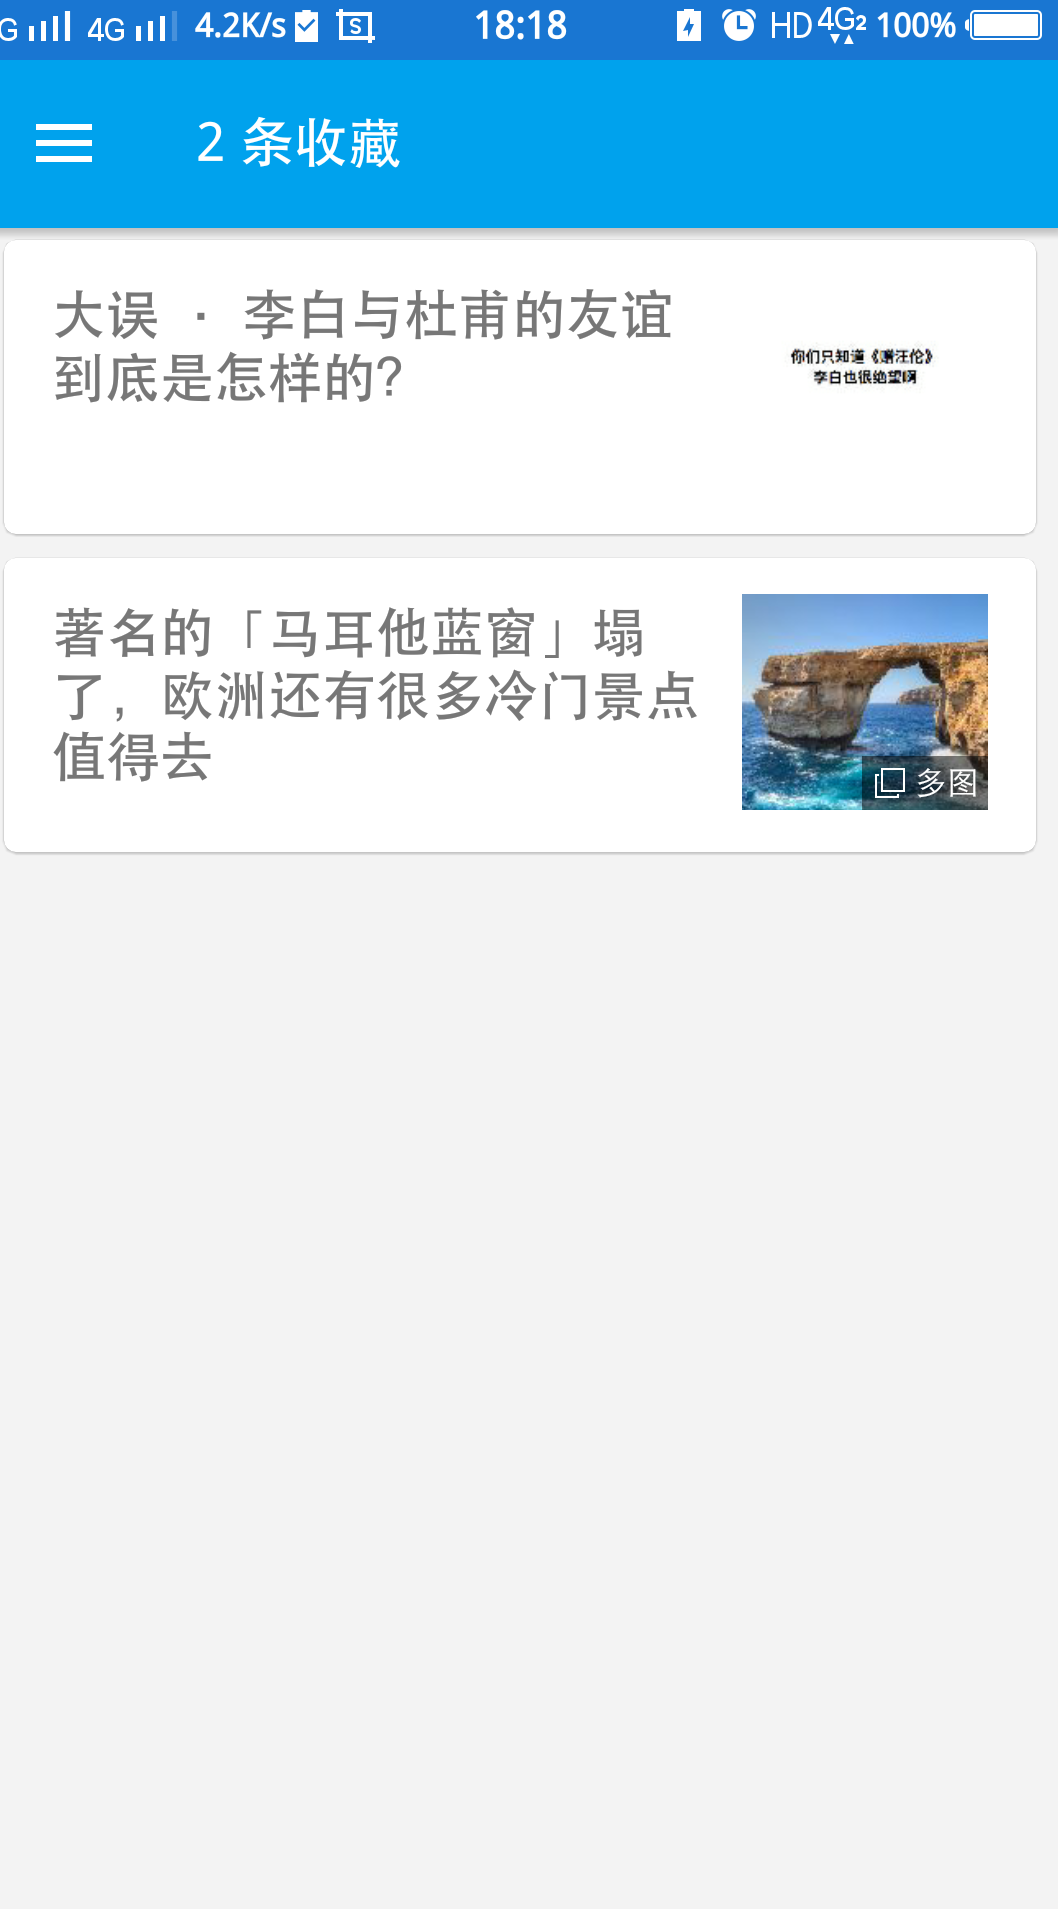 G 4G 4.2K/s S 18:18 HD 4G 2 100%
2 条收藏
大误 · 李白与杜甫的友谊
到底是怎样的？
你们只知道《赠汪伦》
李白也很绝望啊
著名的「马耳他蓝窗」塌
了，欧洲还有很多冷门景点
值得去
多图